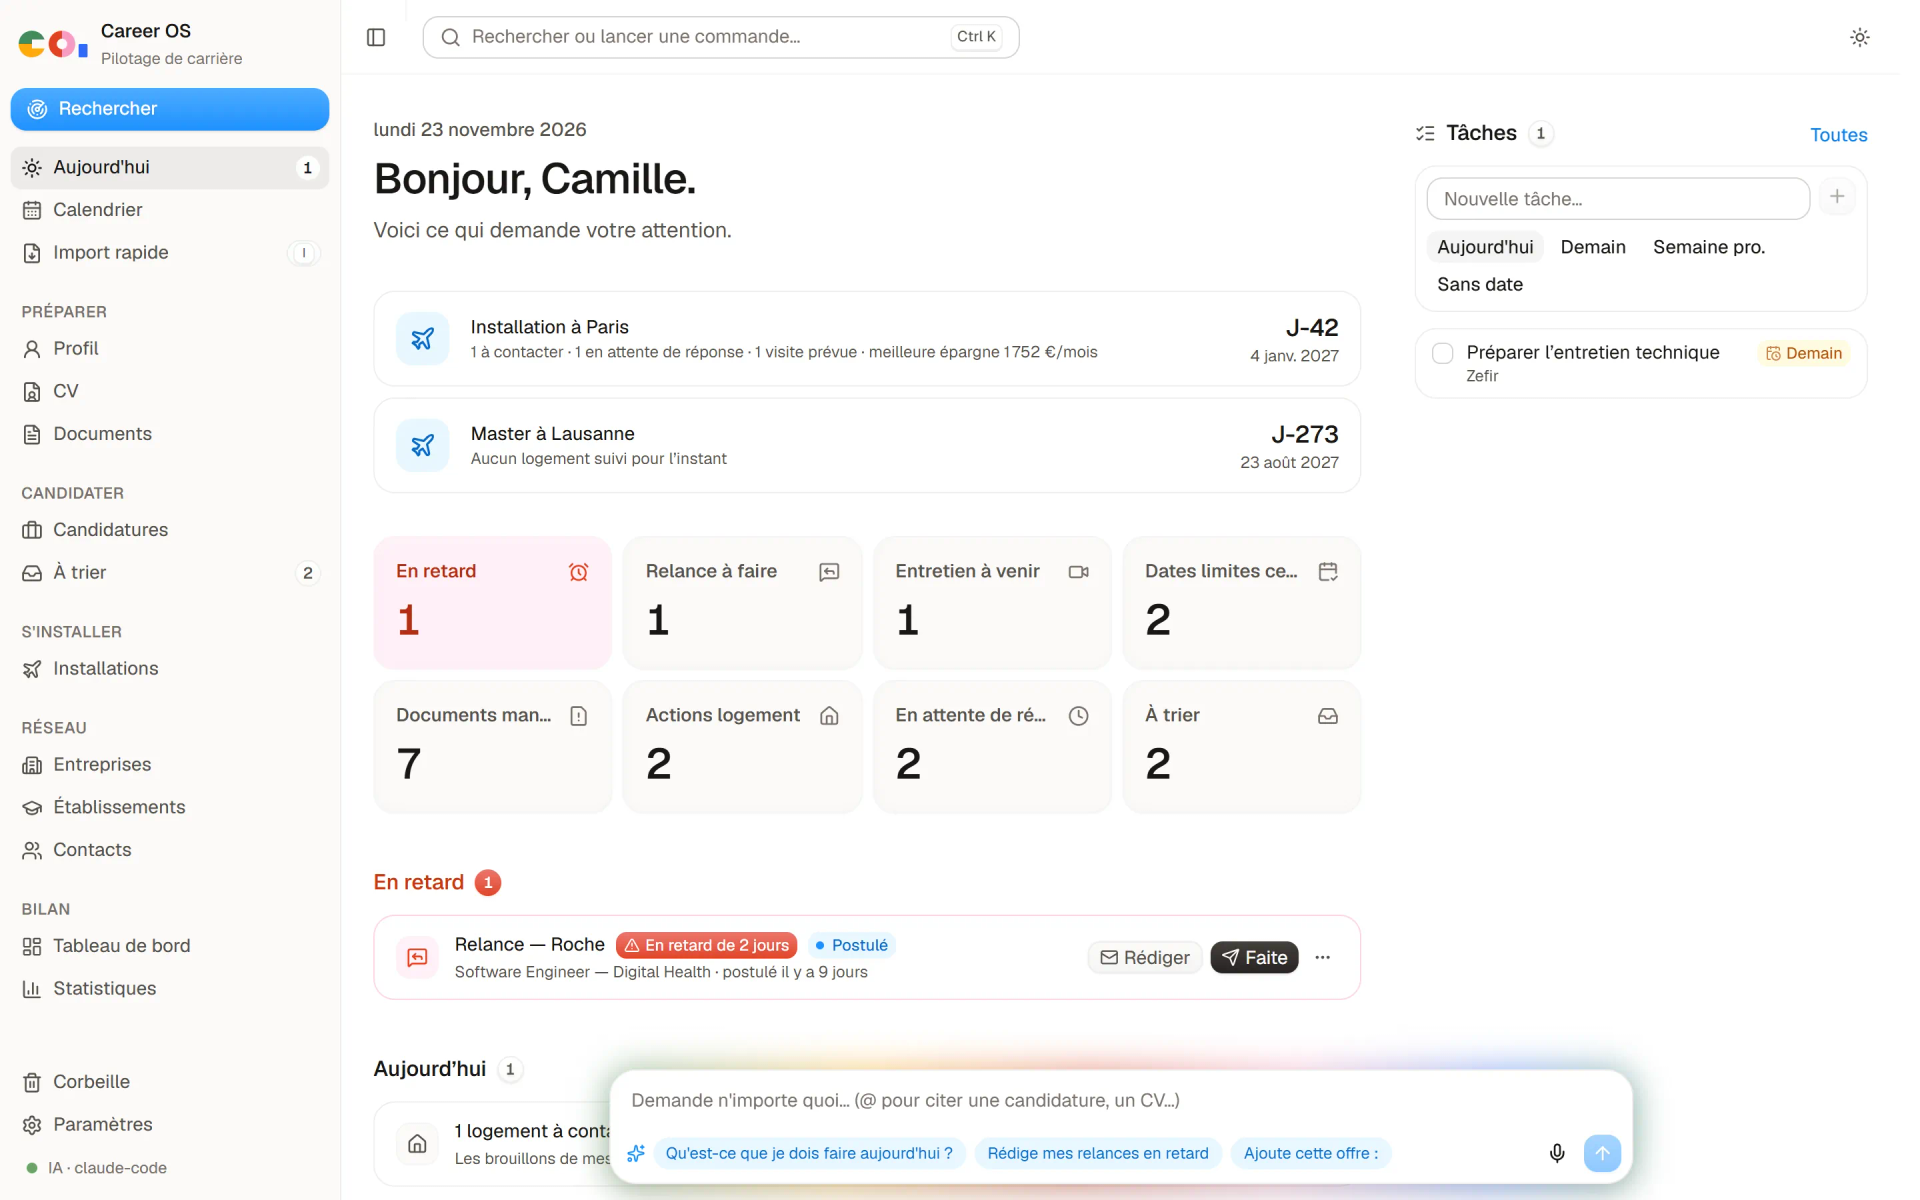 Career OS
Pilotage de carrière
Rechercher
Aujourd'hui 1
Calendrier
Import rapide I
PRÉPARER
Profil
CV
Documents
CANDIDATER
Candidatures
À trier 2
S'INSTALLER
Installations
RÉSEAU
Entreprises
Établissements
Contacts
BILAN
Tableau de bord
Statistiques
Corbeille
Paramètres
IA · claude-code
Rechercher ou lancer une commande... Ctrl K
lundi 23 novembre 2026
Bonjour, Camille.
Voici ce qui demande votre attention.
Installation à Paris
1 à contacter · 1 en attente de réponse · 1 visite prévue · meilleure épargne 1 752 €/mois
J-42
4 janv. 2027
Master à Lausanne
Aucun logement suivi pour l’instant
J-273
23 août 2027
En retard
1
Relance à faire
1
Entretien à venir
1
Dates limites ce...
2
Documents man...
7
Actions logement
2
En attente de ré...
2
À trier
2
En retard 1
Relance — Roche En retard de 2 jours Postulé
Software Engineer — Digital Health · postulé il y a 9 jours
Rédiger Faite
Aujourd’hui 1
1 logement à conta
Les brouillons de mes
Tâches 1 Toutes
Nouvelle tâche...
Aujourd'hui Demain Semaine pro.
Sans date
Préparer l’entretien technique Demain
Zefir
Demande n'importe quoi... (@ pour citer une candidature, un CV...)
Qu'est-ce que je dois faire aujourd'hui ? Rédige mes relances en retard Ajoute cette offre :